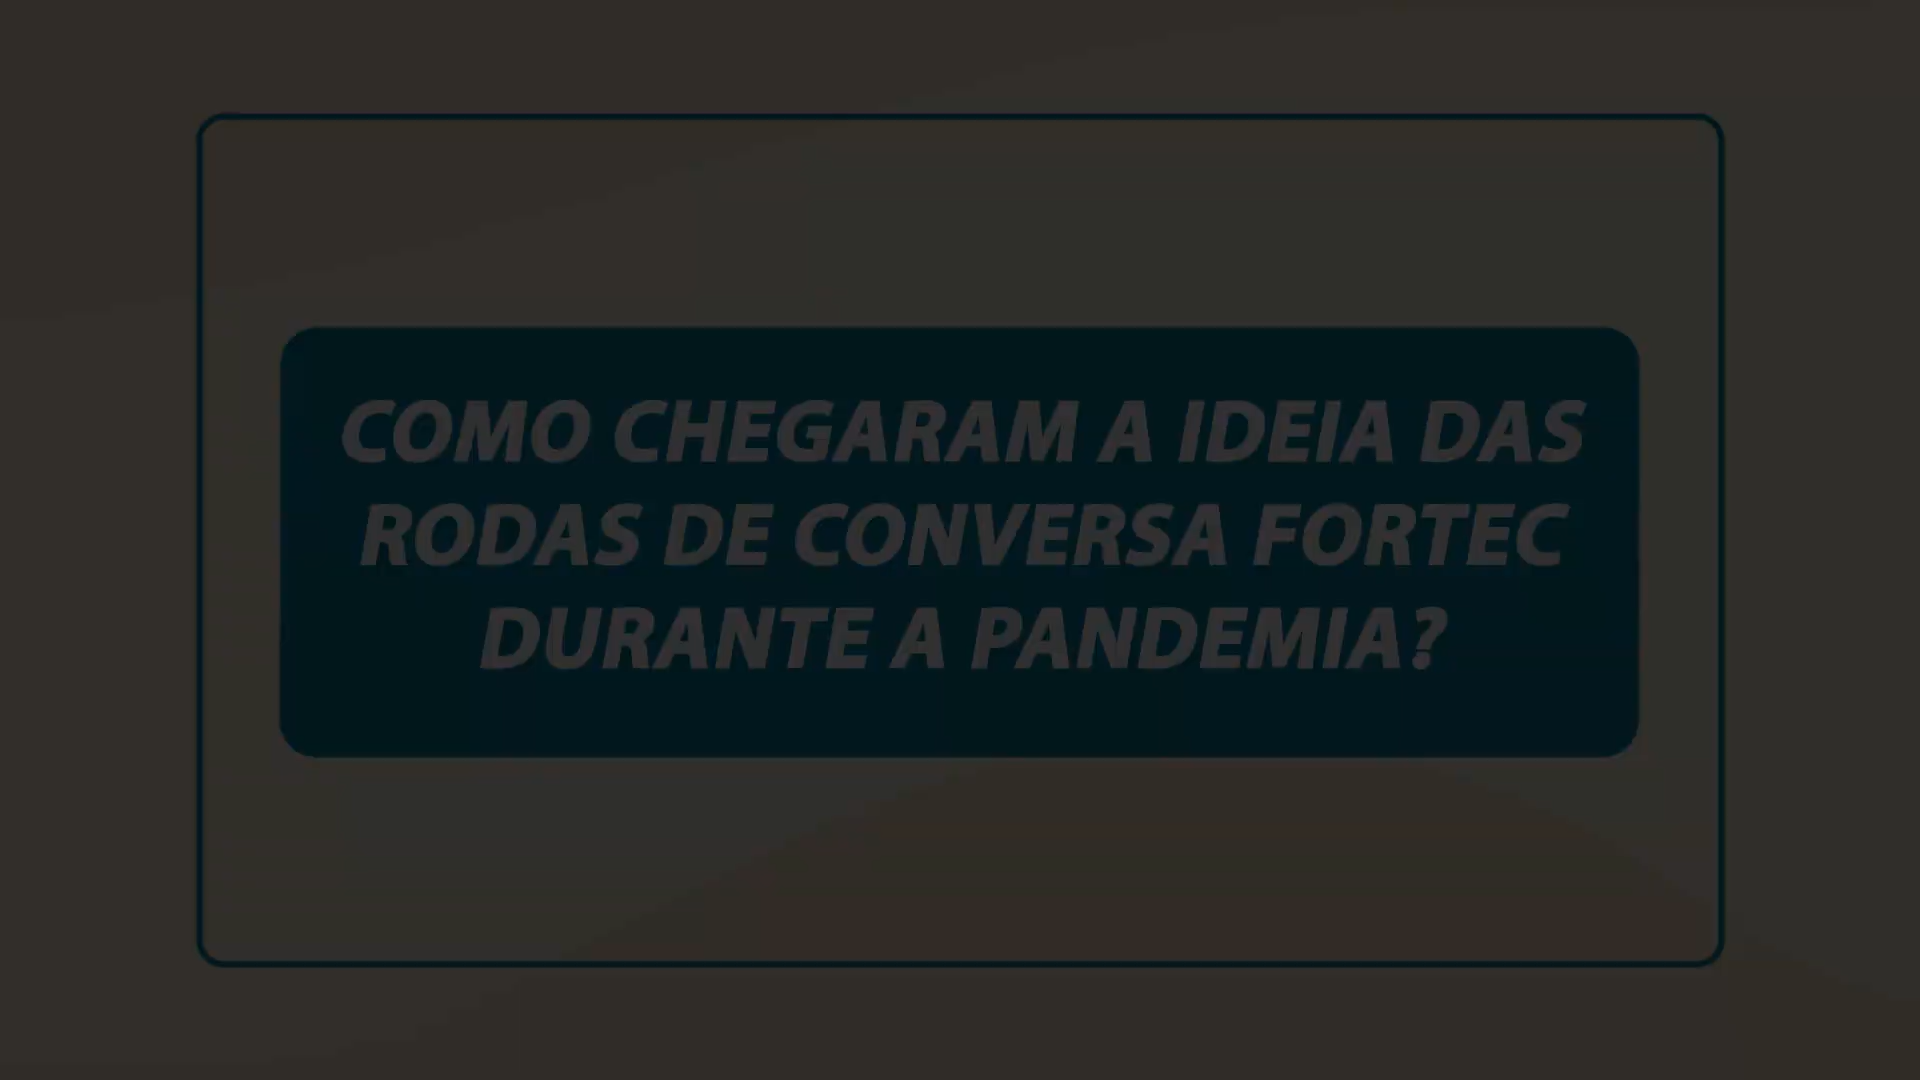 COMO CHEGARAM A IDEIA DAS
RODAS DE CONVERSA FORTEC
DURANTE A PANDEMIA?